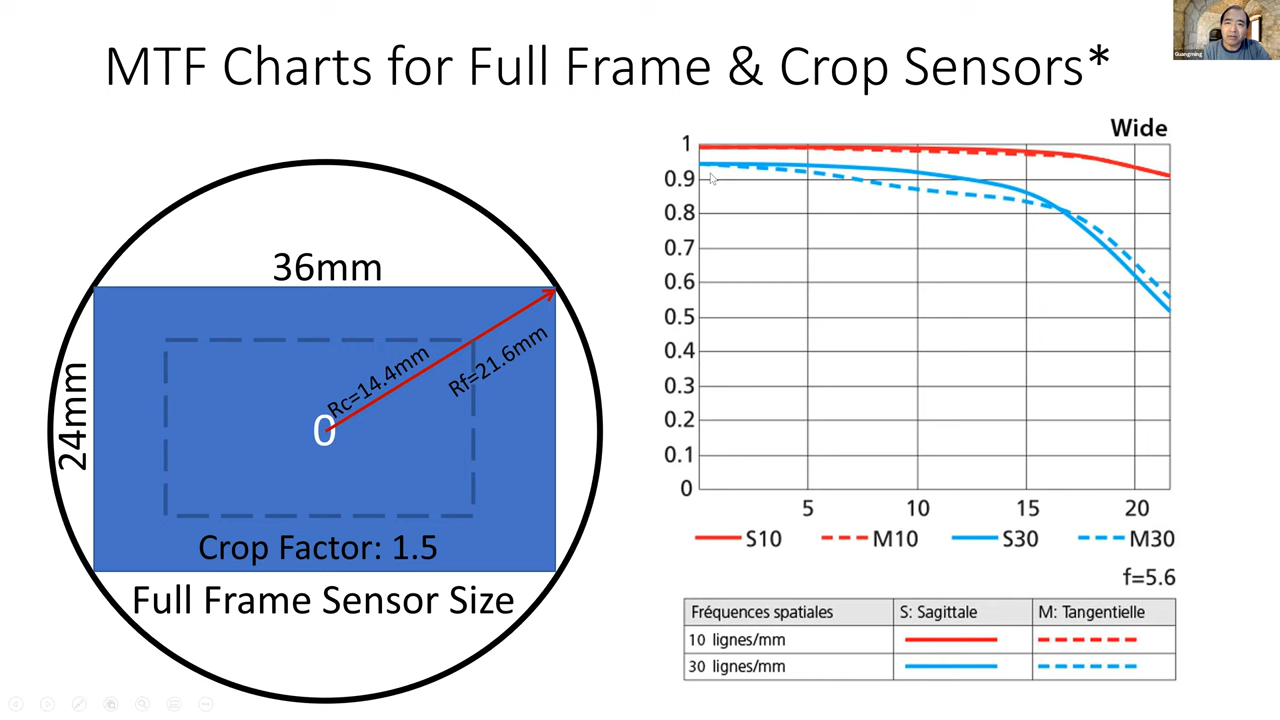 MTF Charts for Full Frame & Crop Sensors*
Guangming
36mm
24mm
Rc=14.4mm
Rf=21.6mm
0
Crop Factor: 1.5
Full Frame Sensor Size
Wide
1
0.9
0.8
0.7
0.6
0.5
0.4
0.3
0.2
0.1
0
5 10 15 20
S10 M10 S30 M30
f=5.6
Fréquences spatiales S: Sagittale M: Tangentielle
10 lignes/mm
30 lignes/mm